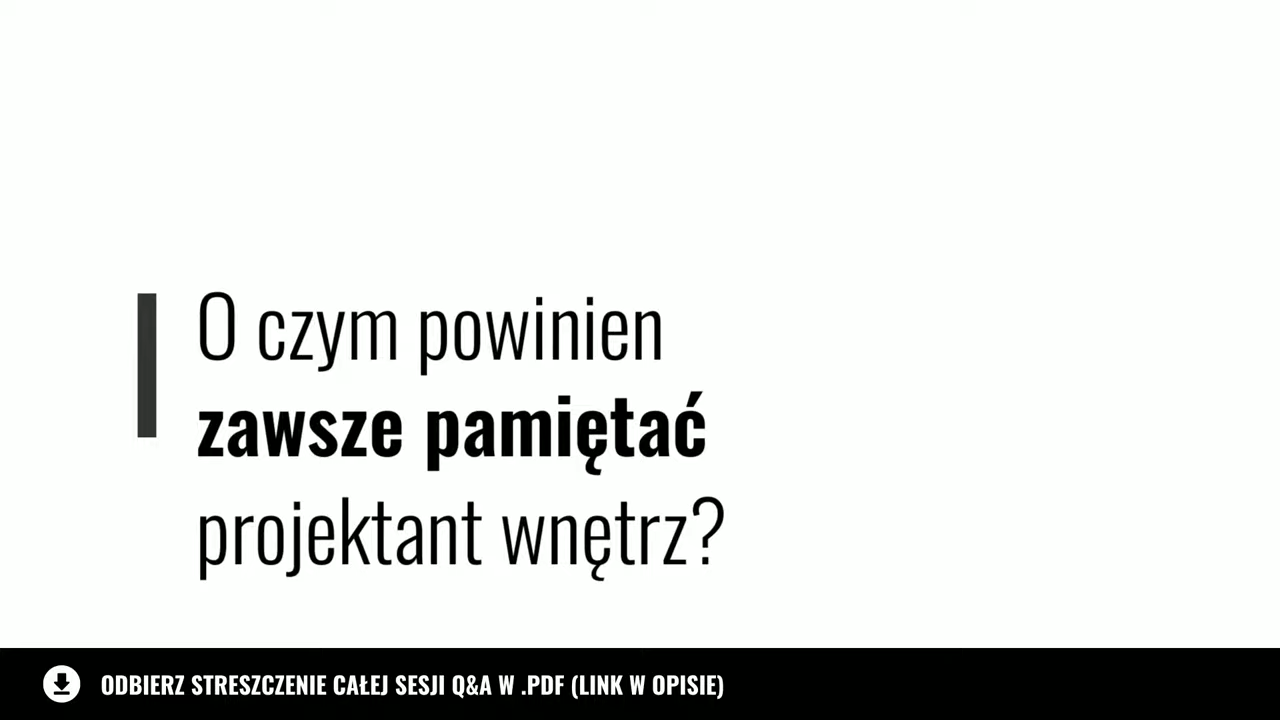 O czym powinien
zawsze pamiętać
projektant wnętrz?
ODBIERZ STRESZCZENIE CAŁEJ SESJI Q&A W .PDF (LINK W OPISIE)